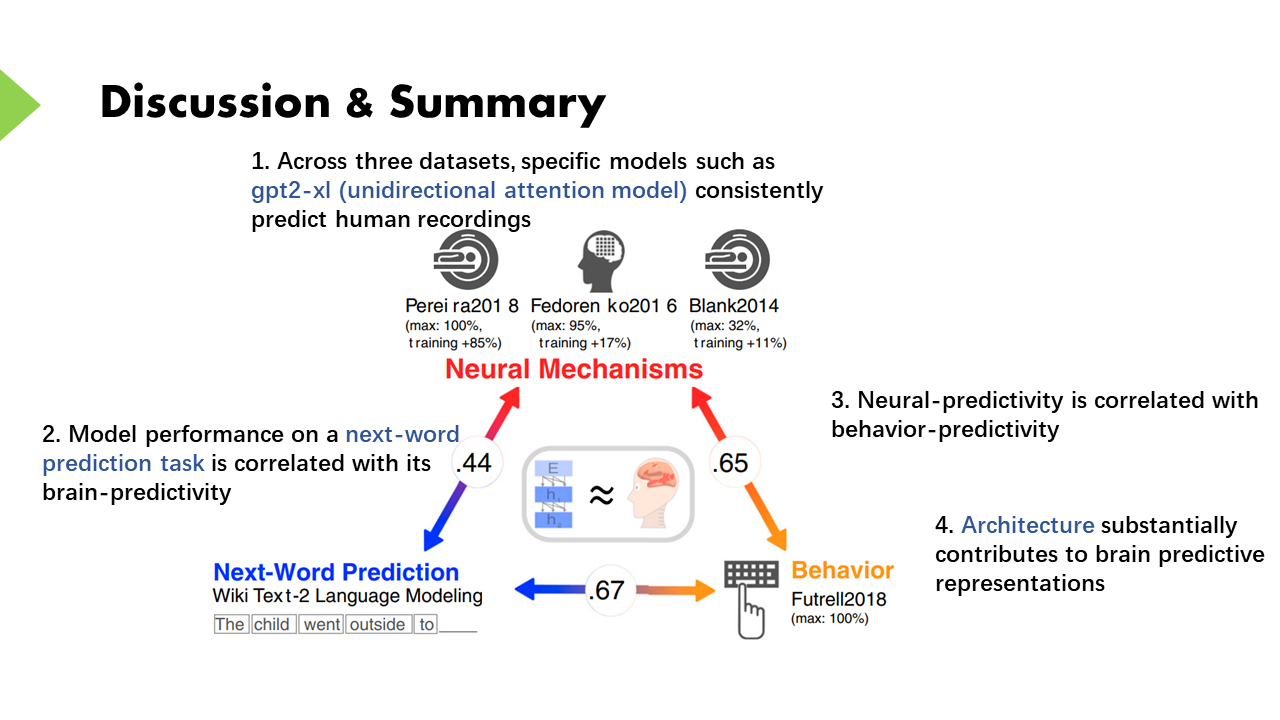 Discussion & Summary
1. Across three datasets, specific models such as
gpt2-xl (unidirectional attention model) consistently
predict human recordings
Perei ra201 8 Fedoren ko201 6 Blank2014
(max: 100%, (max: 95%, (max: 32%,
training +85%) training +17%) training +11%)
Neural Mechanisms
3. Neural-predictivity is correlated with
behavior-predictivity
2. Model performance on a next-word
prediction task is correlated with its
brain-predictivity
.44
.65
E
h
h
≈
4. Architecture substantially
contributes to brain predictive
representations
Next-Word Prediction
Wiki Text-2 Language Modeling
The child went outside to____
.67
Behavior
Futrell2018
(max: 100%)